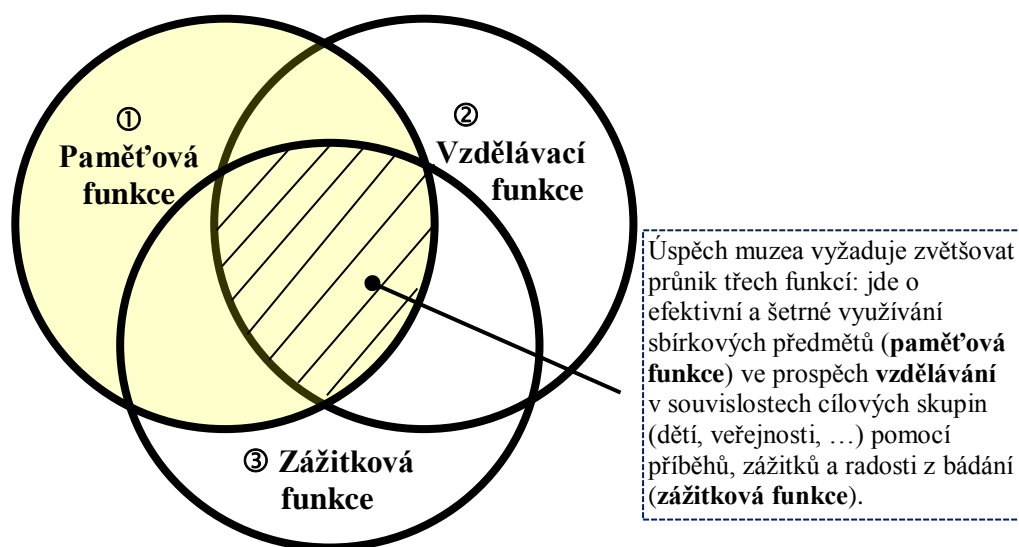 ①
Paměťová
funkce
②
Vzdělávací
funkce
③ Zážitková
funkce
Úspěch muzea vyžaduje zvětšovat
průnik třech funkcí: jde o
efektivní a šetrné využívání
sbírkových předmětů (paměťová
funkce) ve prospěch vzdělávání
v souvislostech cílových skupin
(dětí, veřejnosti, …) pomocí
příběhů, zážitků a radosti z bádání
(zážitková funkce).